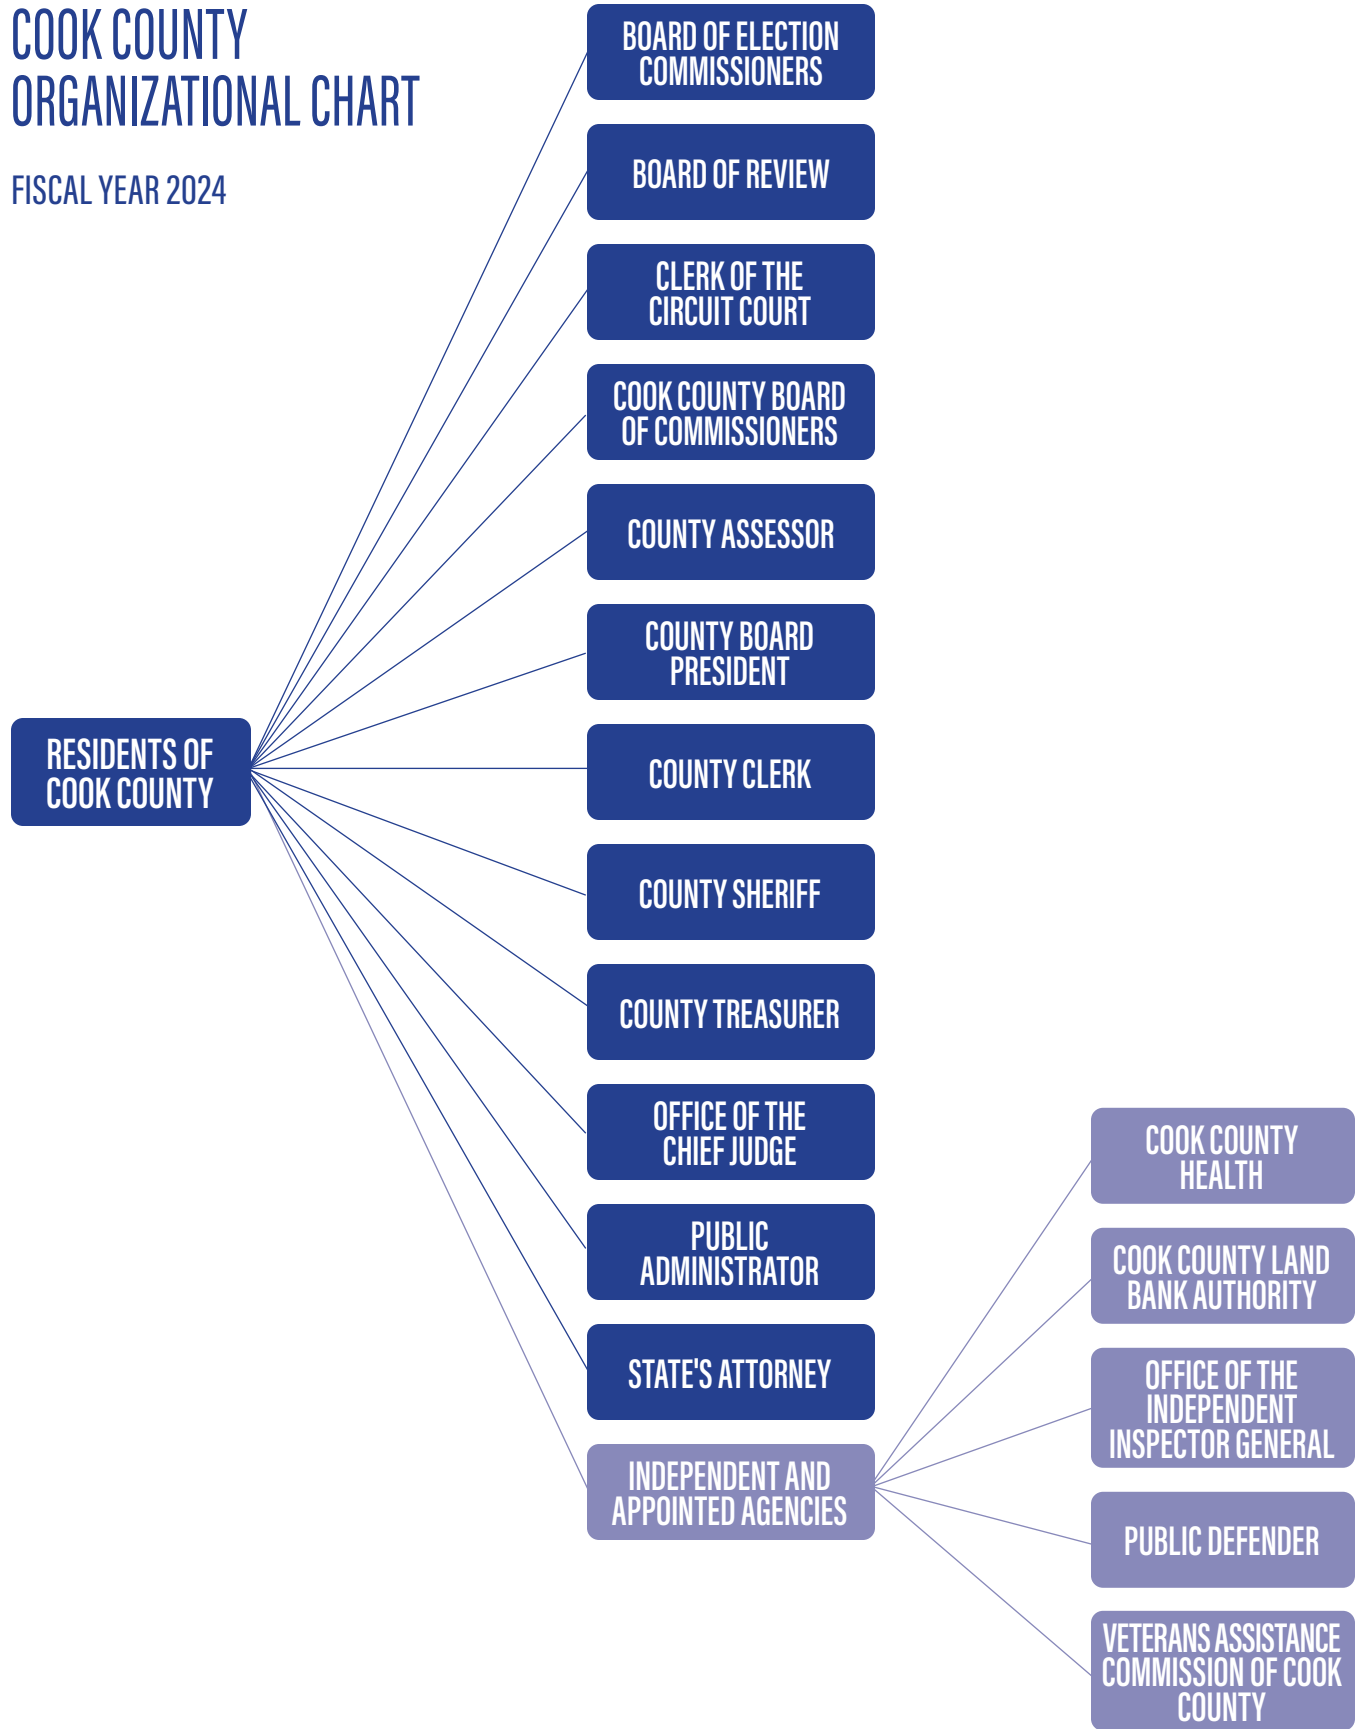 COOK COUNTY
ORGANIZATIONAL CHART
FISCAL YEAR 2024
RESIDENTS OF
COOK COUNTY
BOARD OF ELECTION
COMMISSIONERS
BOARD OF REVIEW
CLERK OF THE
CIRCUIT COURT
COOK COUNTY BOARD
OF COMMISSIONERS
COUNTY ASSESSOR
COUNTY BOARD
PRESIDENT
COUNTY CLERK
COUNTY SHERIFF
COUNTY TREASURER
OFFICE OF THE
CHIEF JUDGE
PUBLIC
ADMINISTRATOR
STATE'S ATTORNEY
INDEPENDENT AND
APPOINTED AGENCIES
COOK COUNTY
HEALTH
COOK COUNTY LAND
BANK AUTHORITY
OFFICE OF THE
INDEPENDENT
INSPECTOR GENERAL
PUBLIC DEFENDER
VETERANS ASSISTANCE
COMMISSION OF COOK
COUNTY